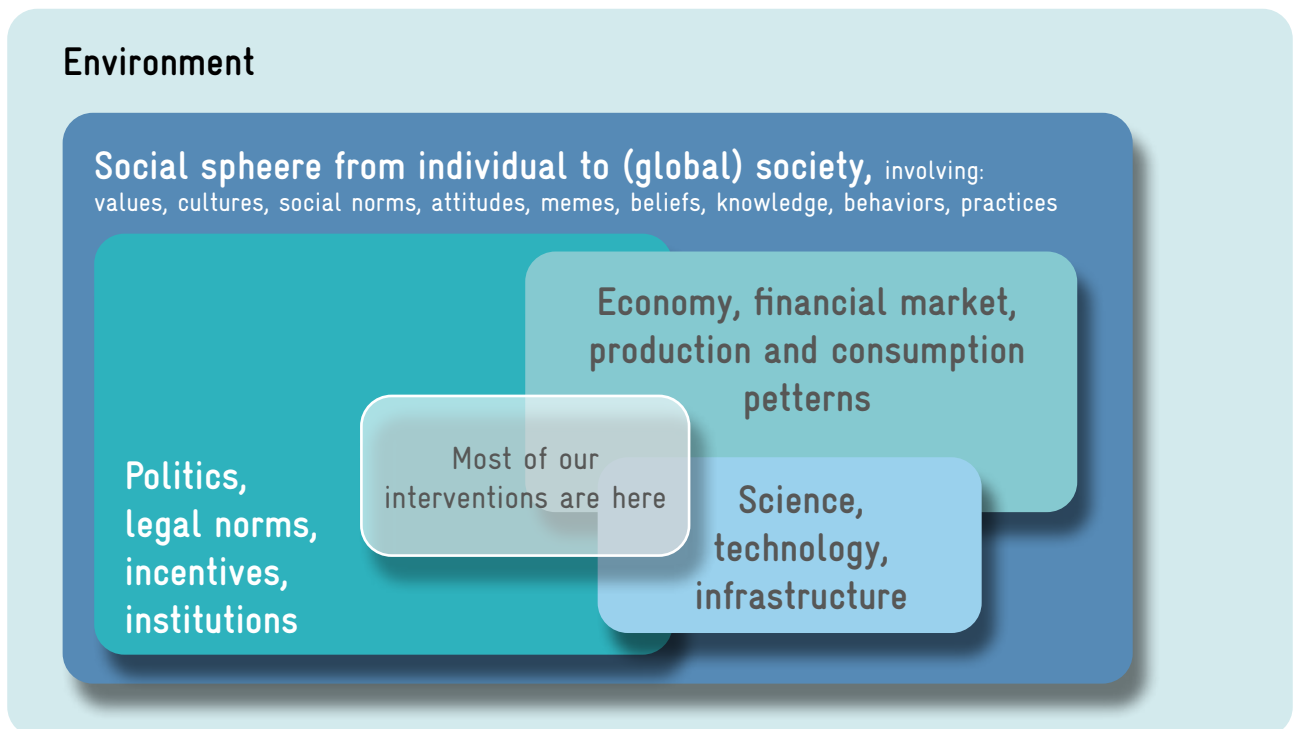 Environment
Social spheere from individual to (global) society, involving:
values, cultures, social norms, attitudes, memes, beliefs, knowledge, behaviors, practices
Economy, financial market,
production and consumption
petterns
Most of our
interventions are here
Politics,
legal norms,
incentives,
institutions
Science,
technology,
infrastructure